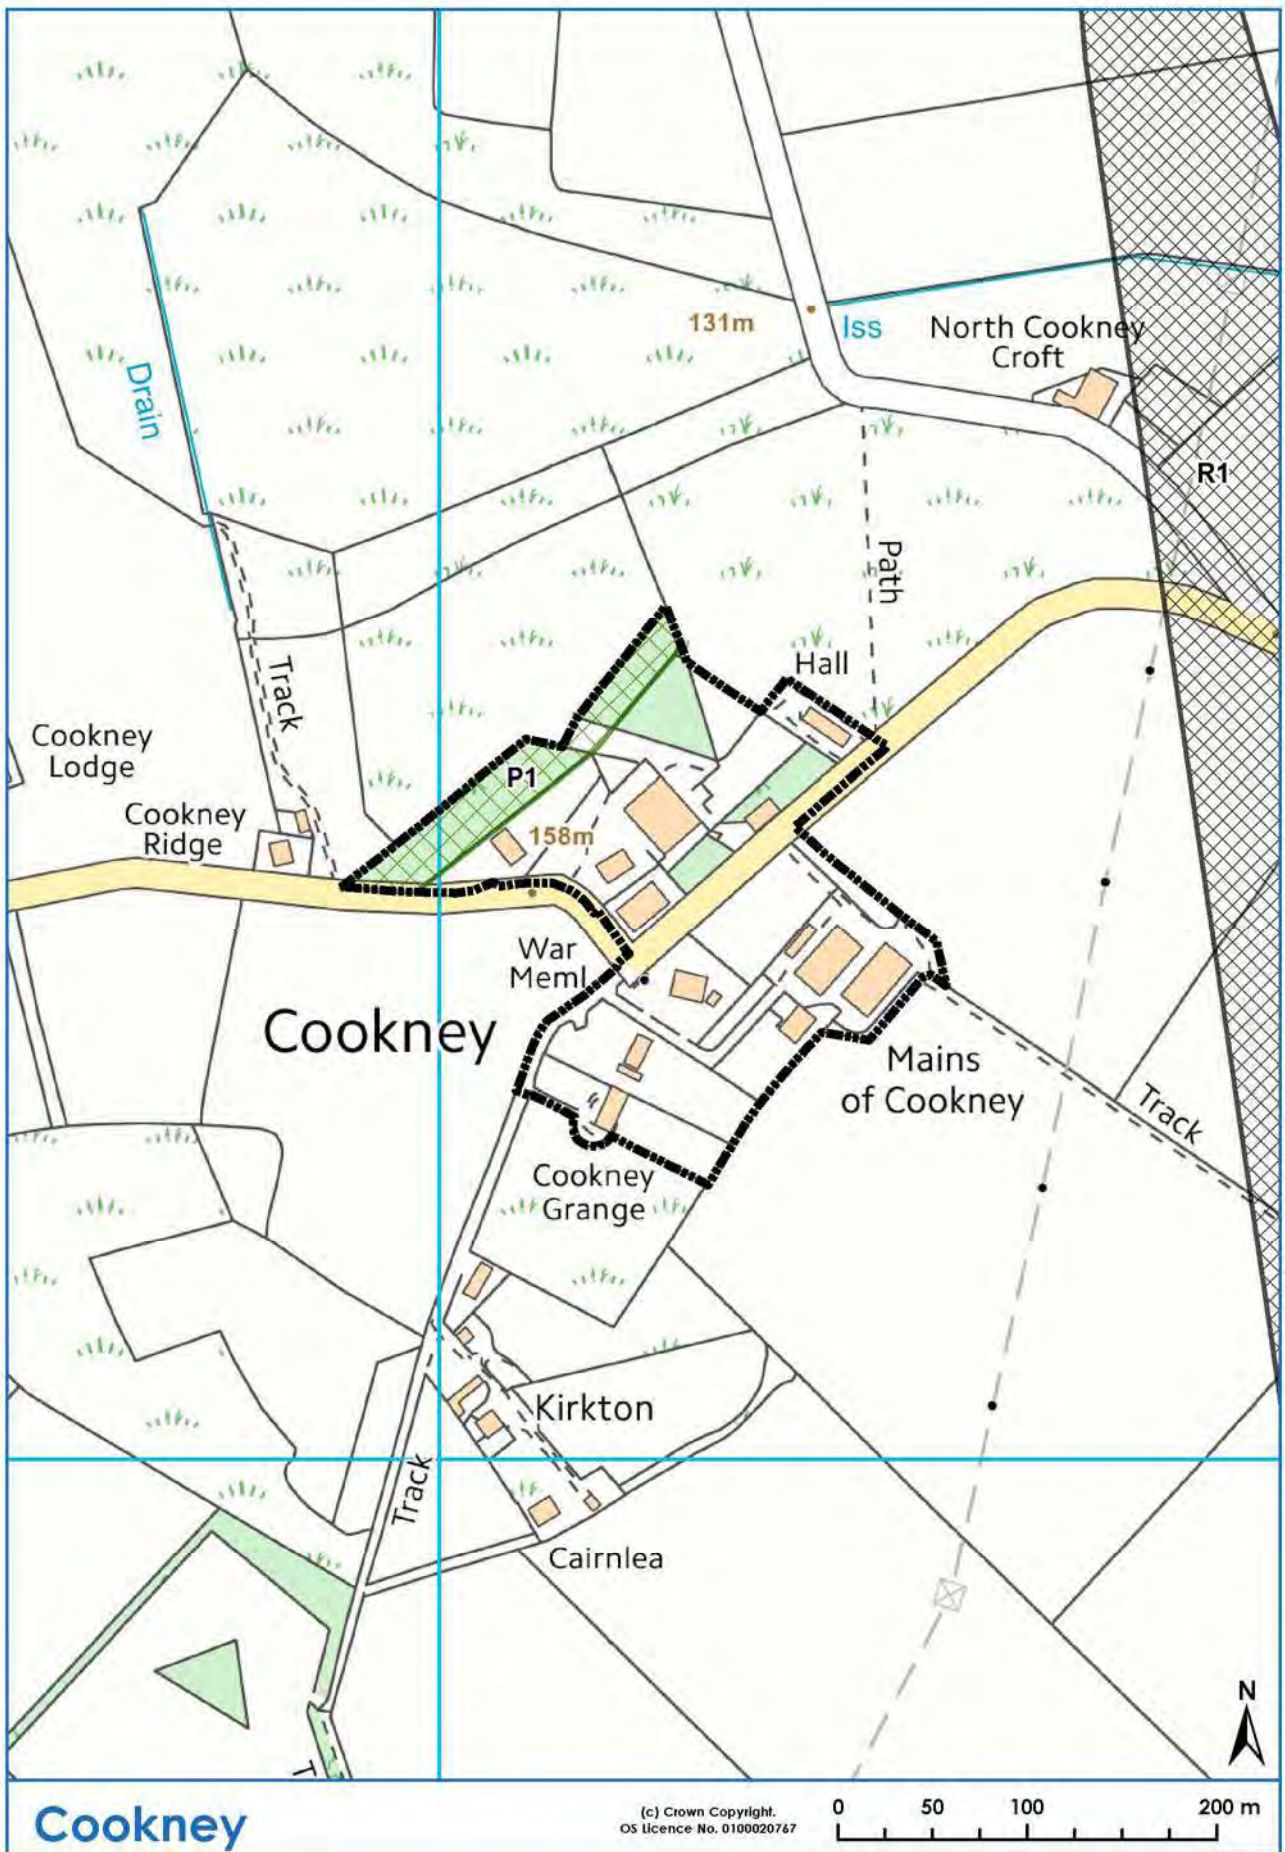 131m
Iss
North Cookney
Croft
Drain
R1
Path
Hall
Track
Cookney
Lodge
P1
Cookney
Ridge
158m
War
Meml
Cookney
Mains
of Cookney
Track
Cookney
Grange
Kirkton
Track
Cairnlea
T
N
Cookney
(c) Crown Copyright.
OS Licence No. 0100020767
0 50 100 200 m